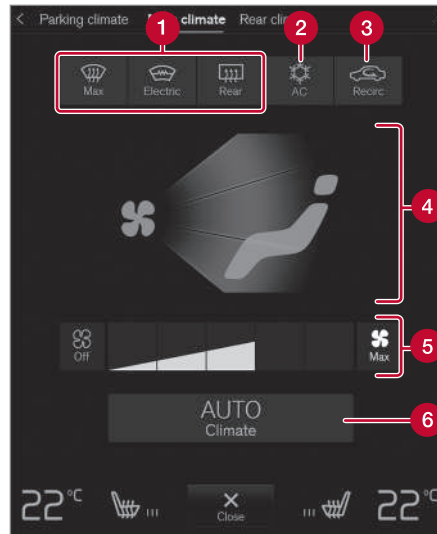 Parking climate climate Rear
1 2 3
Max Electric Rear AC Recirc
4
Off Max
5
AUTO
Climate
6
22°C 22°C
Close